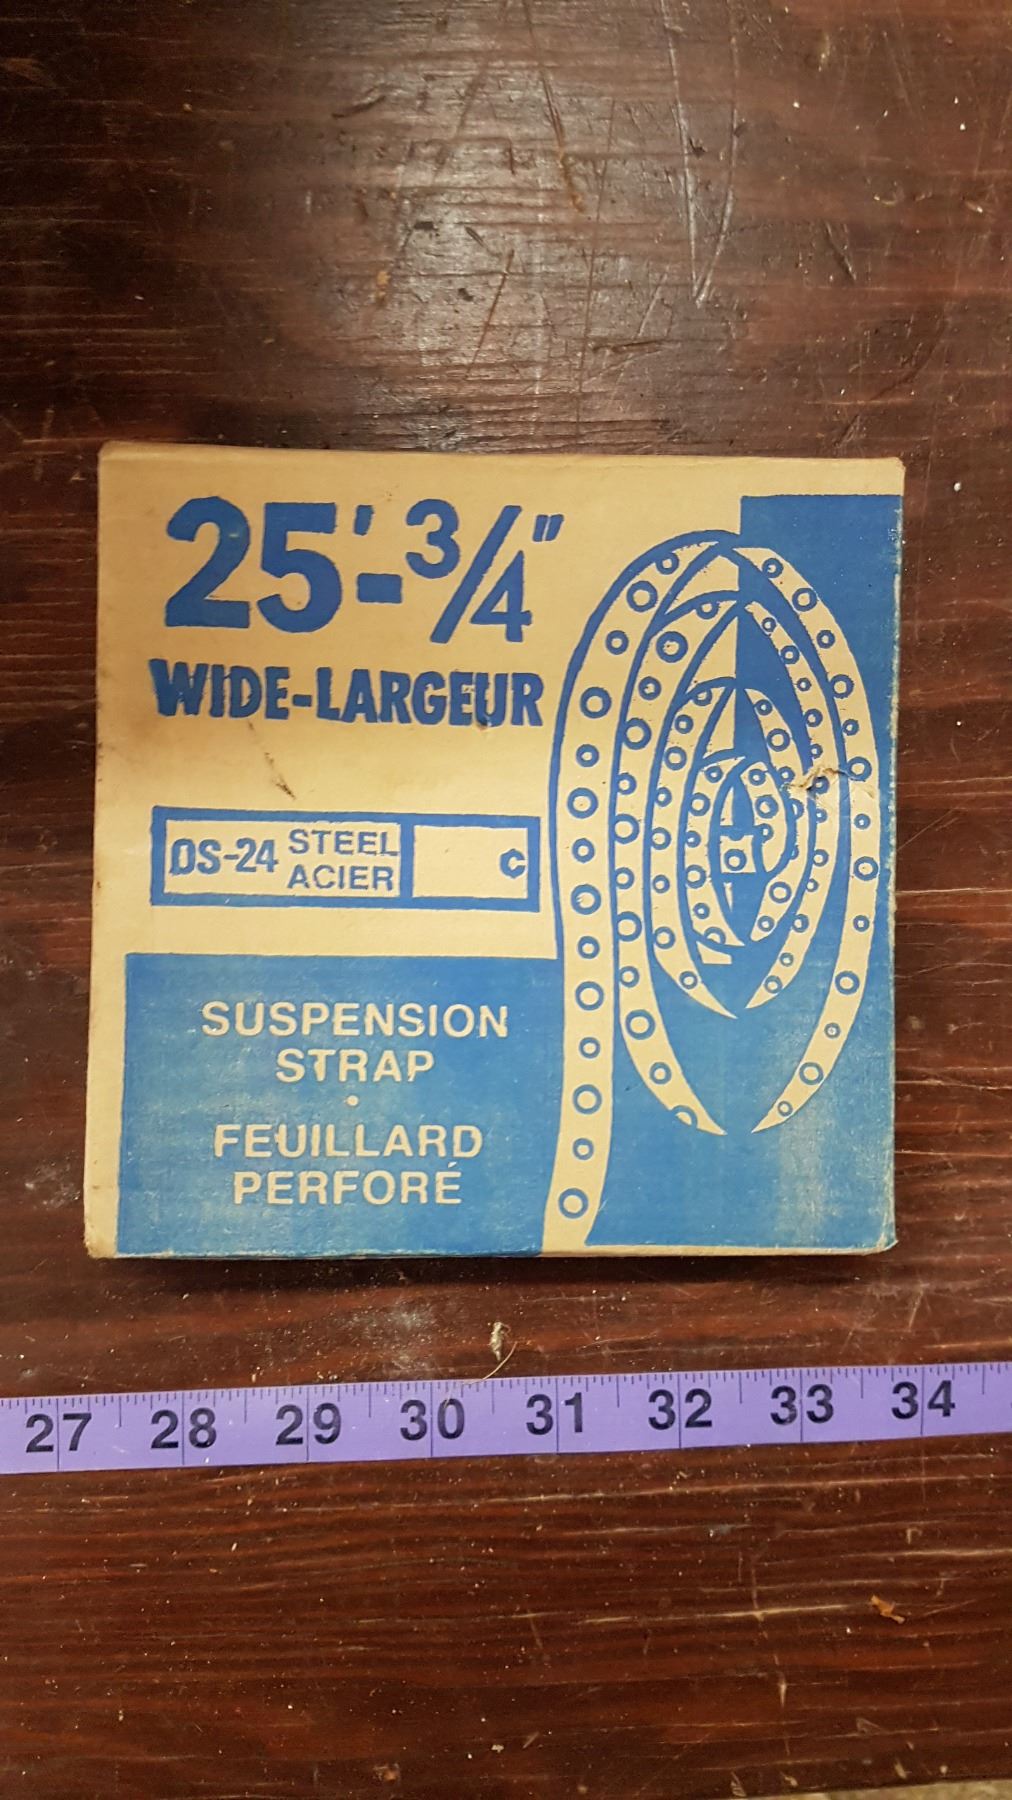 25'-3/4"
WIDE-LARGEUR
DS-24 STEEL
ACIER
C
SUSPENSION
STRAP
•
FEUILLARD
PERFORÉ
27 28 29 30 31 32 33 34